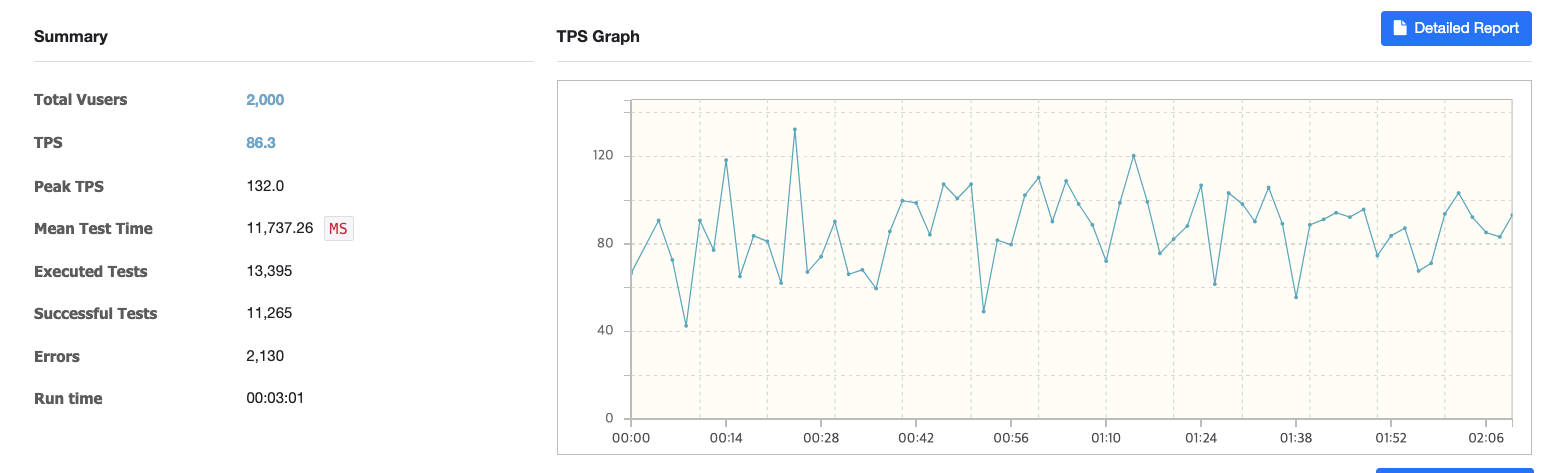 Summary
Total Vusers 2,000
TPS 86.3
Peak TPS 132.0
Mean Test Time 11,737.26 MS
Executed Tests 13,395
Successful Tests 11,265
Errors 2,130
Run time 00:03:01
TPS Graph
Detailed Report
120
80
40
0
00:00 00:14 00:28 00:42 00:56 01:10 01:24 01:38 01:52 02:06